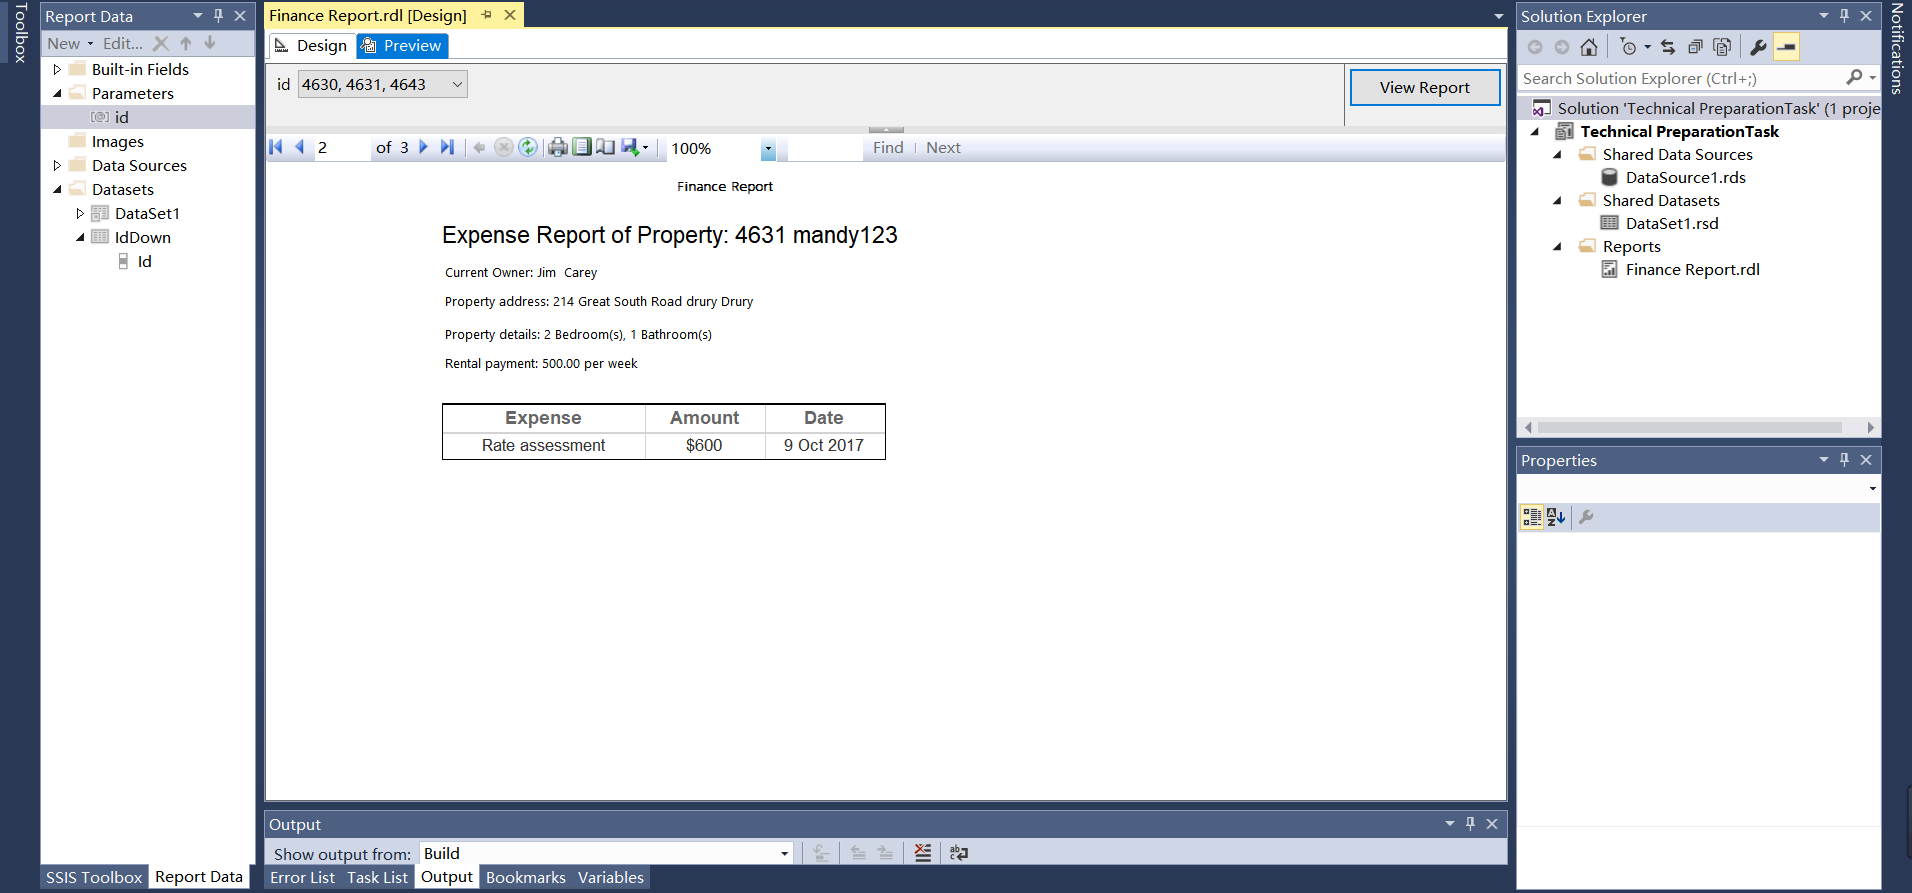 Toolbox
Report Data
New Edit...
Built-in Fields
Parameters
[@] id
Images
Data Sources
Datasets
DataSet1
IdDown
Id
SSIS Toolbox Report Data
Finance Report.rdl [Design]
Design Preview
id 4630, 4631, 4643
View Report
2 of 3 100% Find Next
Finance Report
Expense Report of Property: 4631 mandy123
Current Owner: Jim Carey
Property address: 214 Great South Road drury Drury
Property details: 2 Bedroom(s), 1 Bathroom(s)
Rental payment: 500.00 per week
Expense Amount Date
Rate assessment $600 9 Oct 2017
Output
Show output from: Build
Error List Task List Output Bookmarks Variables
Solution Explorer
Search Solution Explorer (Ctrl+;)
Solution 'Technical PreparationTask' (1 proje
Technical PreparationTask
Shared Data Sources
DataSource1.rds
Shared Datasets
DataSet1.rsd
Reports
Finance Report.rdl
Properties
Notifications